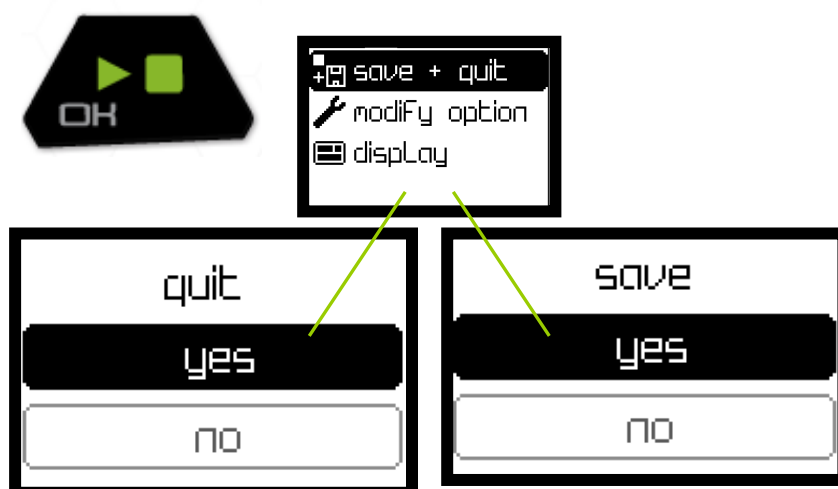 OK
save + quit
modify option
display
quit
yes
no
save
yes
no